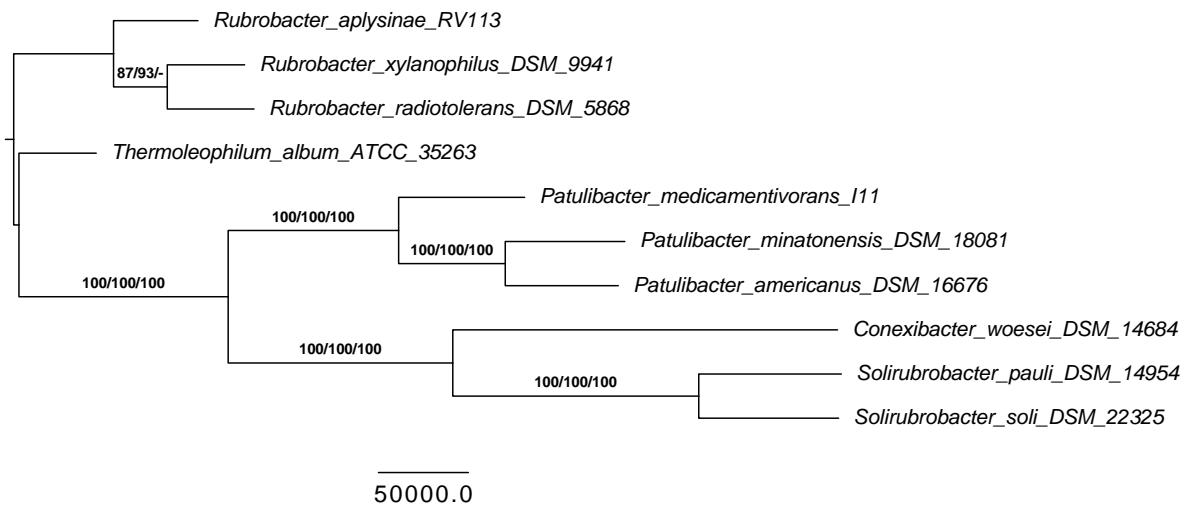 Rubrobacter_aplysinae_RV113
87/93/-
Rubrobacter_xylanophilus_DSM_9941
Rubrobacter_radiotolerans_DSM_5868
Thermoleophilum_album_ATCC_35263
Patulibacter_medicamentivorans_I11
100/100/100
Patulibacter_minatonensis_DSM_18081
100/100/100
Patulibacter_americanus_DSM_16676
100/100/100
Conexibacter_woesei_DSM_14684
100/100/100
Solirubrobacter_pauli_DSM_14954
100/100/100
Solirubrobacter_soli_DSM_22325
50000.0